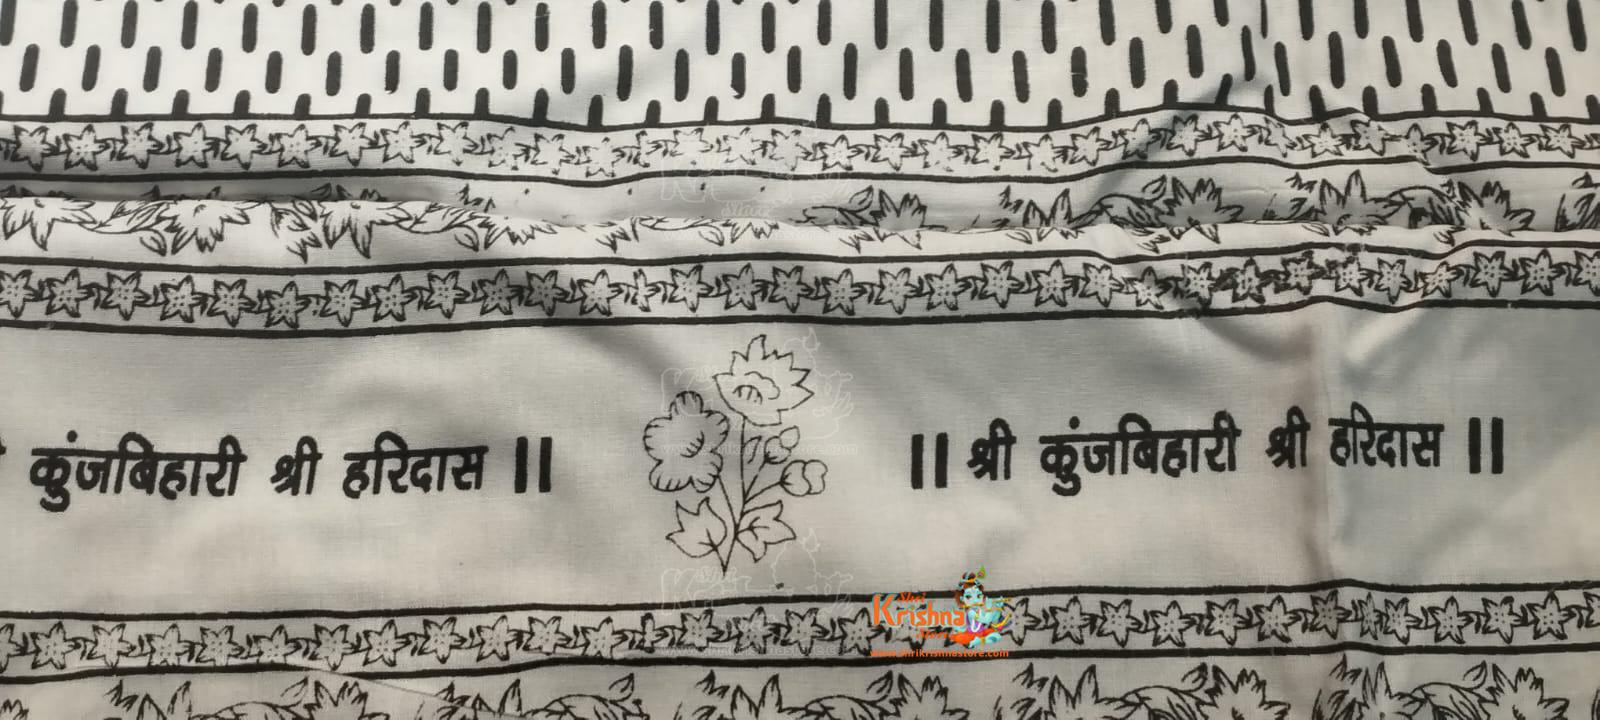 कुंजबिहारी श्री हरिदास || || श्री कुंजबिहारी श्री हरिदास ||
Shri
Krishna
Store
www.shrikrishnastore.com